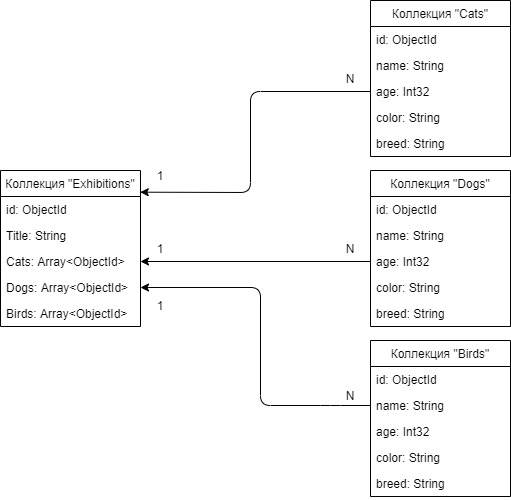 Коллекция "Cats"
id: ObjectId
name: String
age: Int32
color: String
breed: String
N
1
Коллекция "Exhibitions"
id: ObjectId
Title: String
Cats: Array<ObjectId>
Dogs: Array<ObjectId>
Birds: Array<ObjectId>
Коллекция "Dogs"
id: ObjectId
name: String
age: Int32
color: String
breed: String
N
1
1
N
Коллекция "Birds"
id: ObjectId
name: String
age: Int32
color: String
breed: String